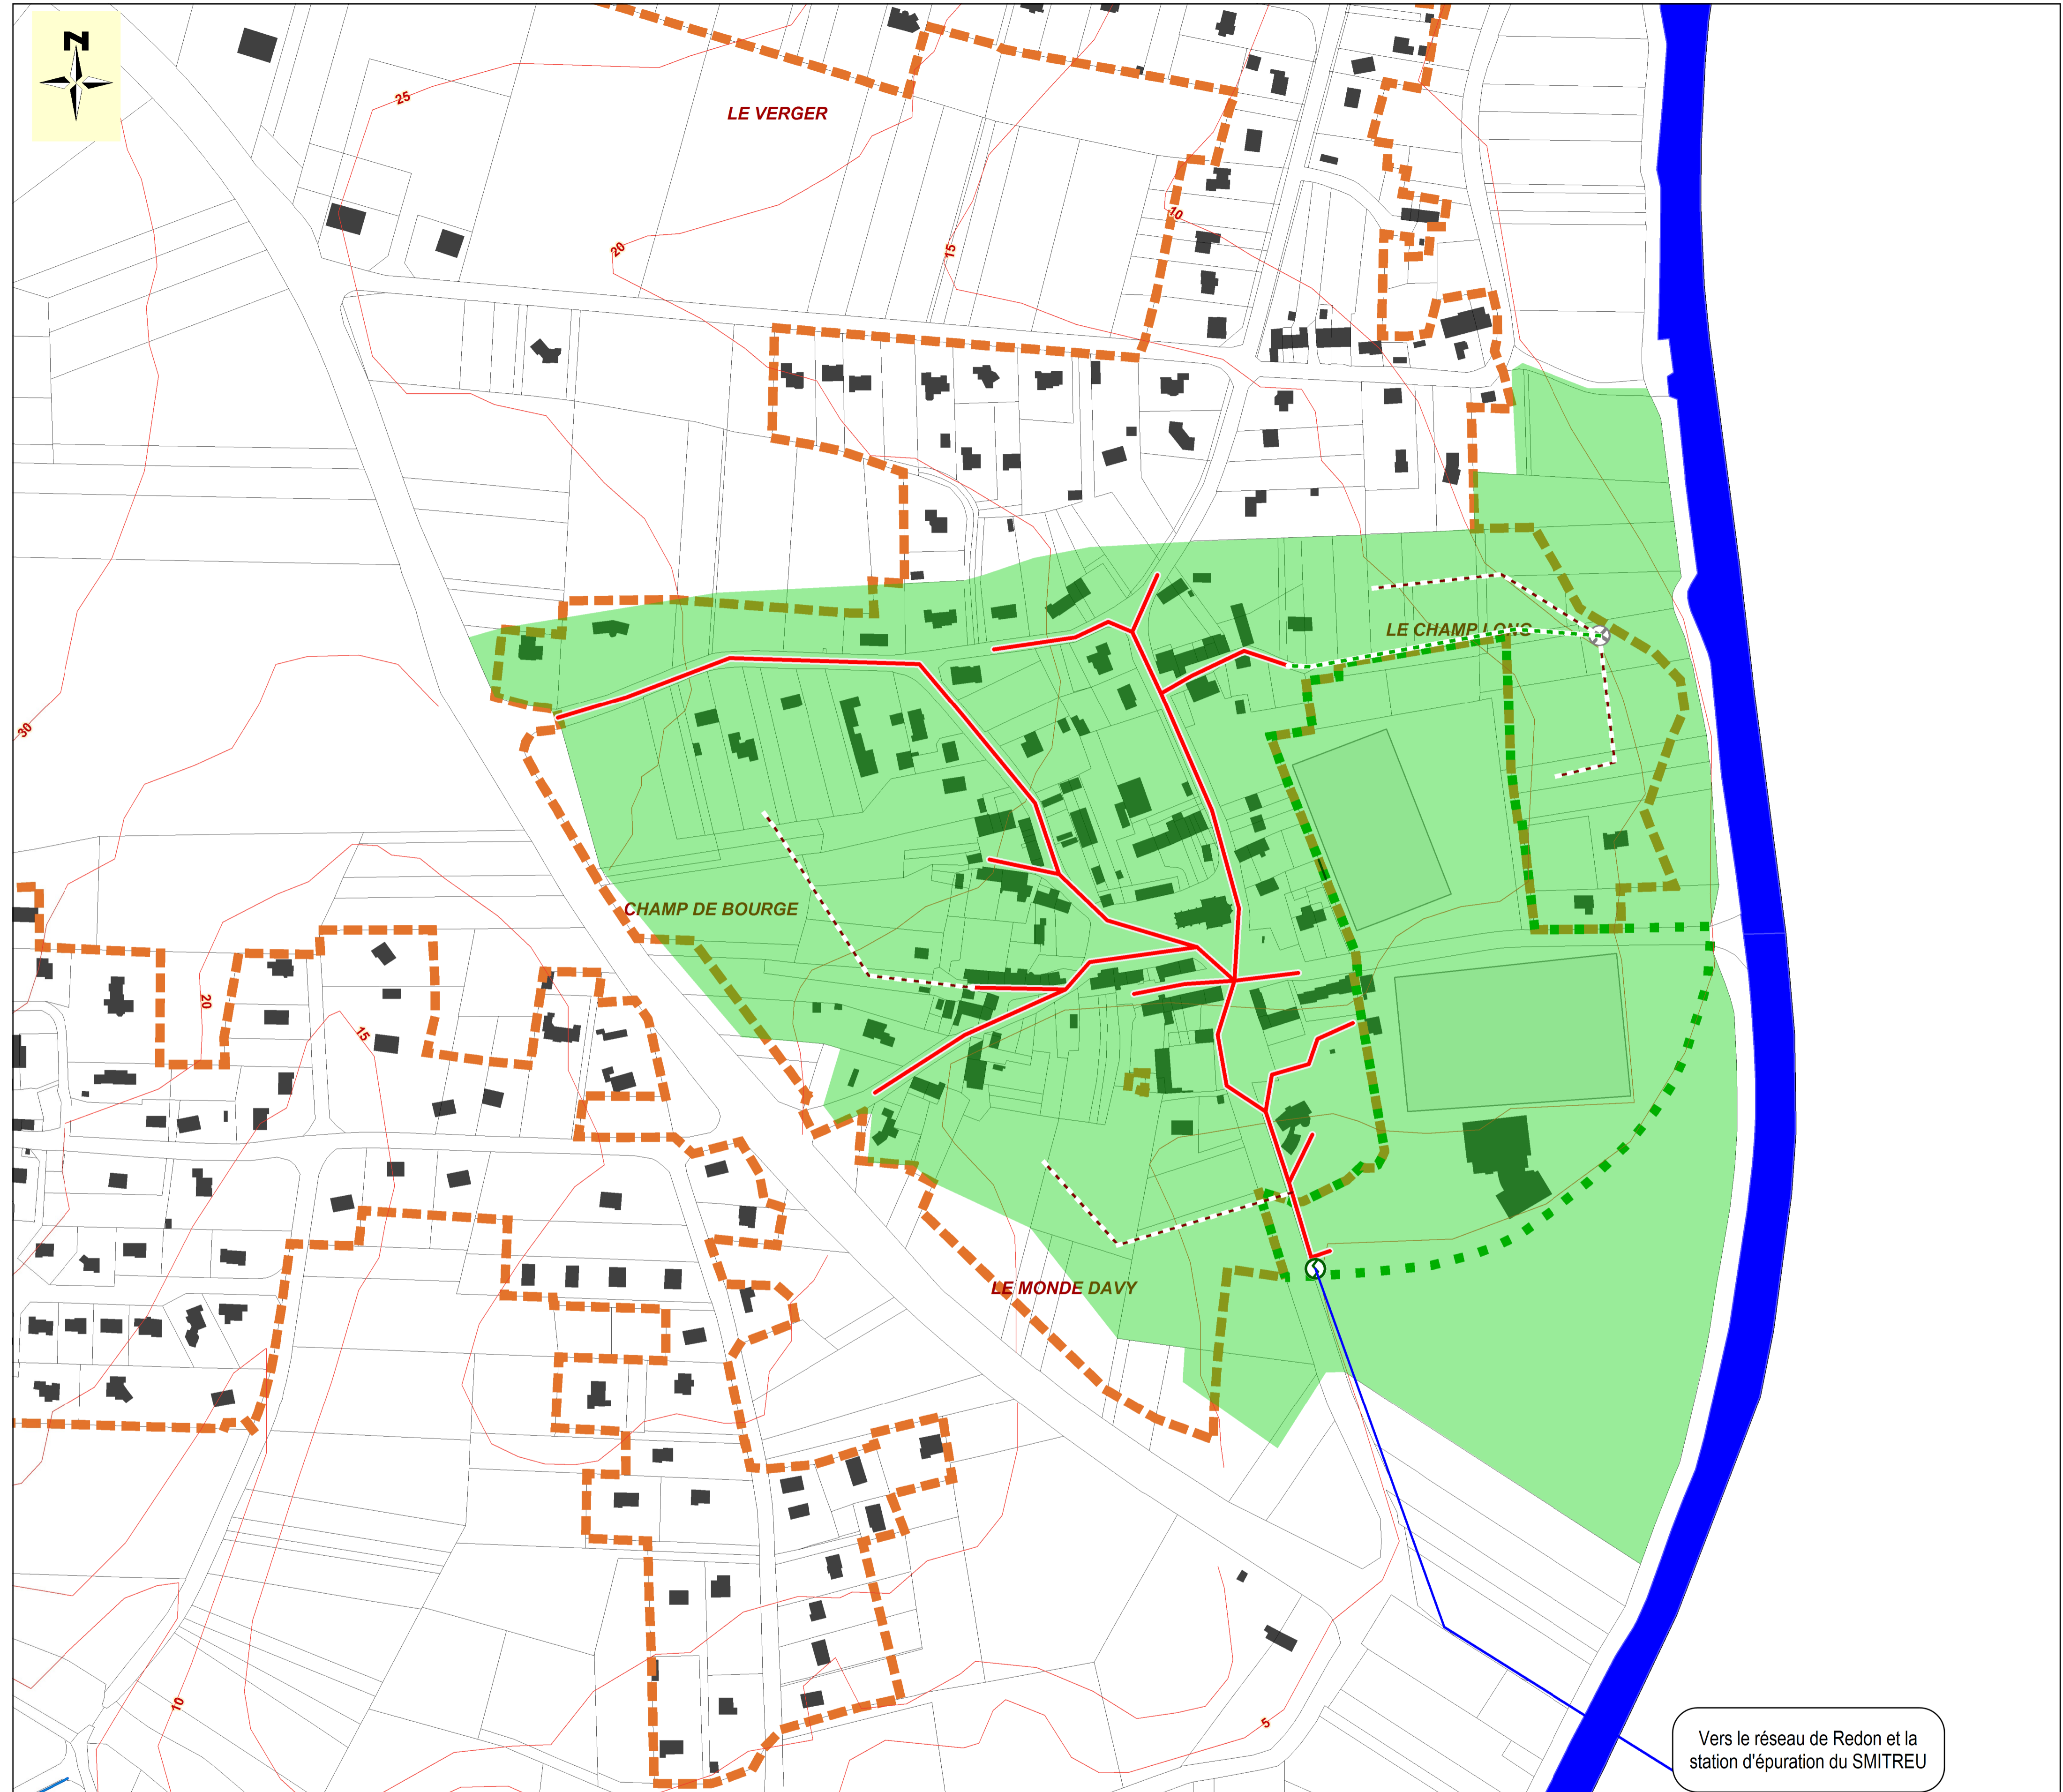 N
25
LE VERGER
10
20
15
LE CHAMP LONG
30
CHAMP DE BOURGE
20
15
LE MONDE DAVY
10
5
Vers le réseau de Redon et la
station d'épuration du SMITREU